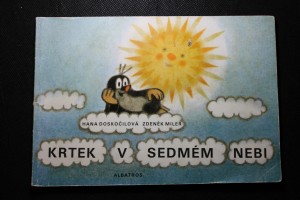 HANA DOSKOČILOVÁ ZDENĚK MILER
KRTEK V SEDMÉM NEBI
ALBATROS